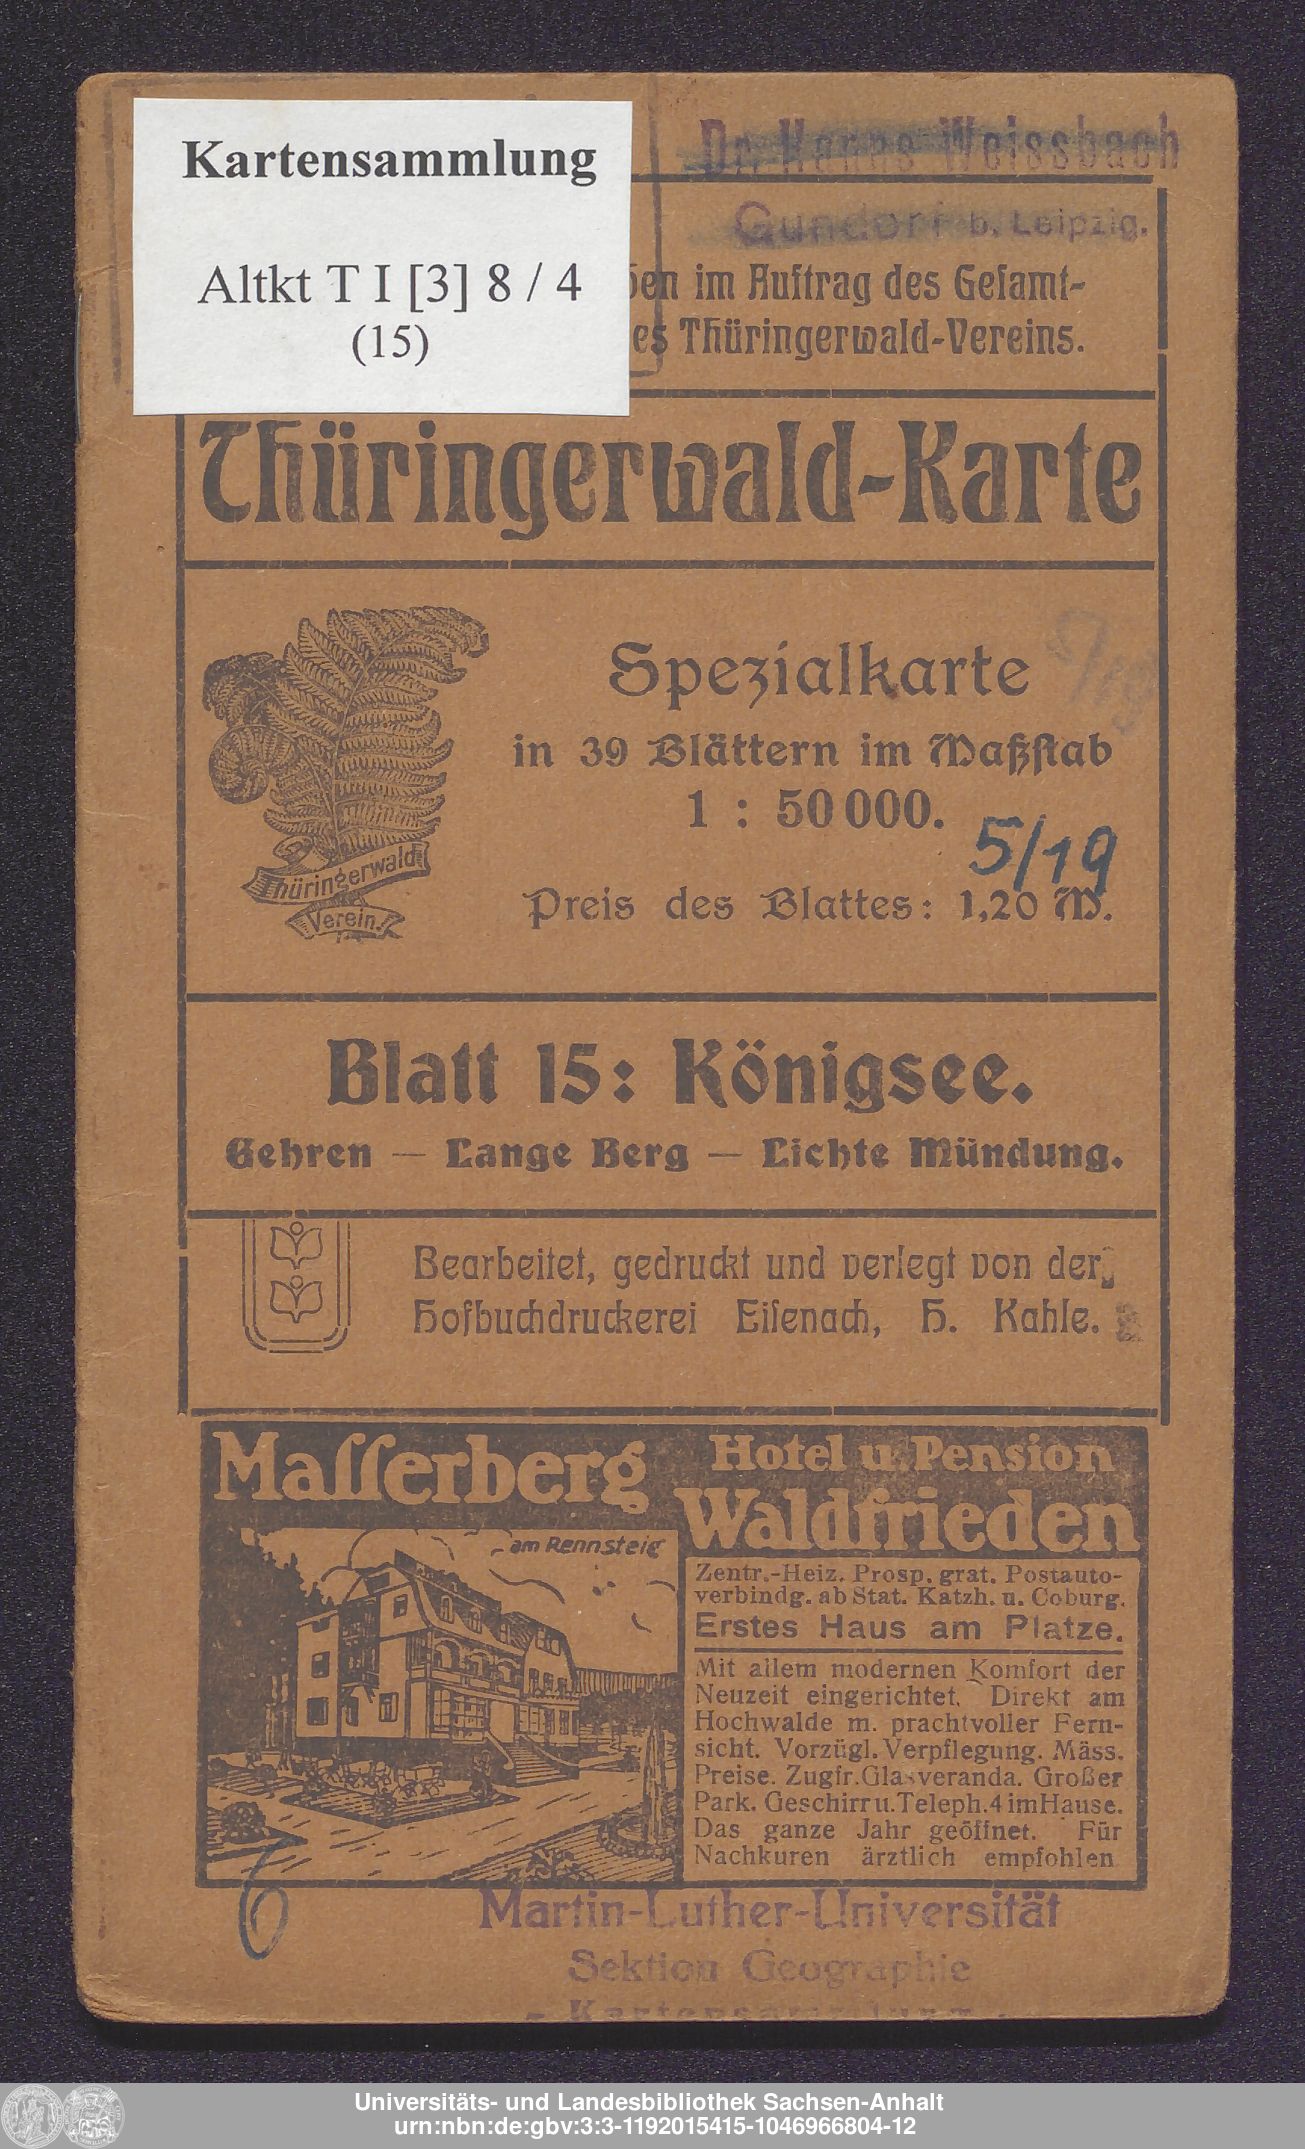 Kartensammlung
Altkt T I [3] 8 / 4
(15)
Dr. Hanns Weissbach
Gundorf b. Leipzig.
ben im Auftrag des Geſamt-
es Thüringerwald-Vereins.
Thüringerwald-Karte
Spezialkarte
in 39 Blättern im Maßſtab
1 : 50 000.
5/19
5/19
Preis des Blattes: 1,20 M.
Thüringerwald
Verein.
Blatt 15: Königsee.
Gehren — Lange Berg — Lichte Mündung.
Bearbeitet, gedruckt und verlegt von der
Hofbuchdruckerei Eiſenach, H. Kahle.
Maſſerberg
am Rennsteig
Hotel u. Pension
Waldfrieden
Zentr.-Heiz. Prosp. grat. Postauto-
verbindg. ab Stat. Katzh. u. Coburg.
Erstes Haus am Platze.
Mit allem modernen Komfort der
Neuzeit eingerichtet. Direkt am
Hochwalde m. prachtvoller Fern-
sicht. Vorzügl. Verpflegung. Mäss.
Preise. Zugfr. Glasveranda. Großer
Park. Geschirr u. Teleph. 4 im Hause.
Das ganze Jahr geöffnet. Für
Nachkuren ärztlich empfohlen
6
Martin-Luther-Universität
Sektion Geographie
- Kartensammlung -
Universitäts- und Landesbibliothek Sachsen-Anhalt
urn:nbn:de:gbv:3:3-1192015415-1046966804-12